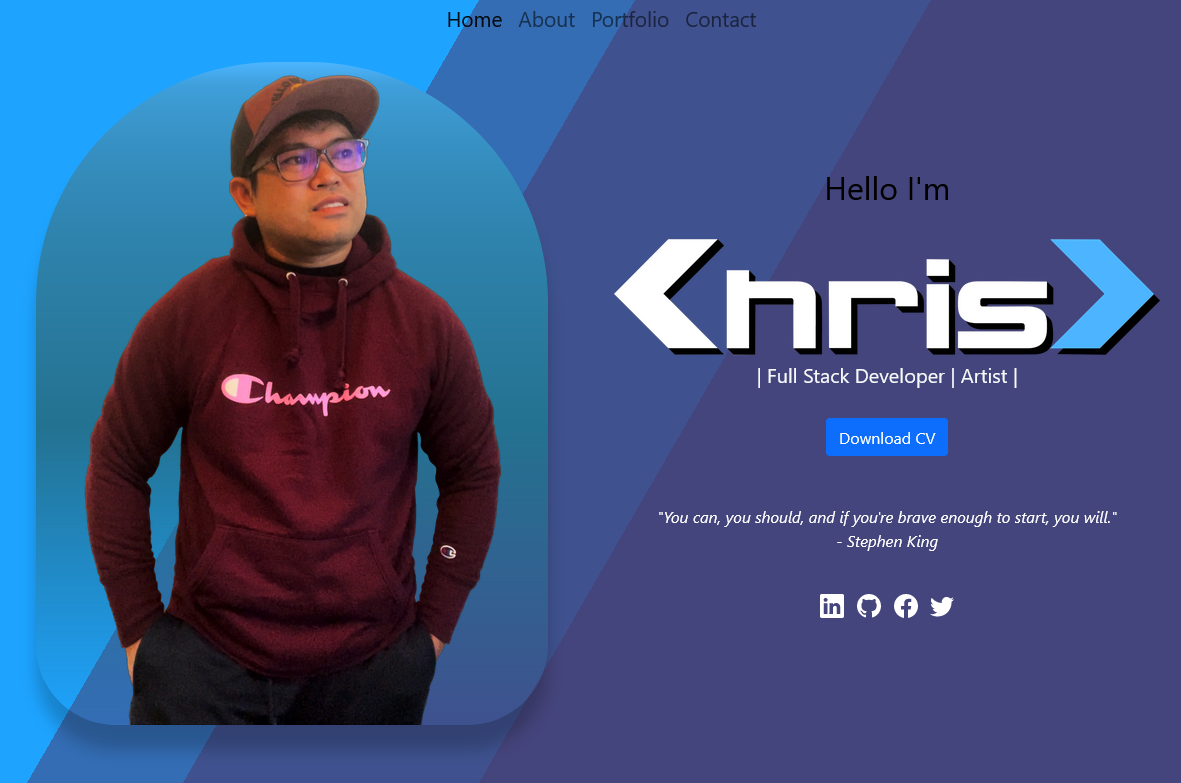 Home About Portfolio Contact
Hello I'm
<hris>
| Full Stack Developer | Artist |
Download CV
"You can, you should, and if you're brave enough to start, you will."
- Stephen King
Champion
in